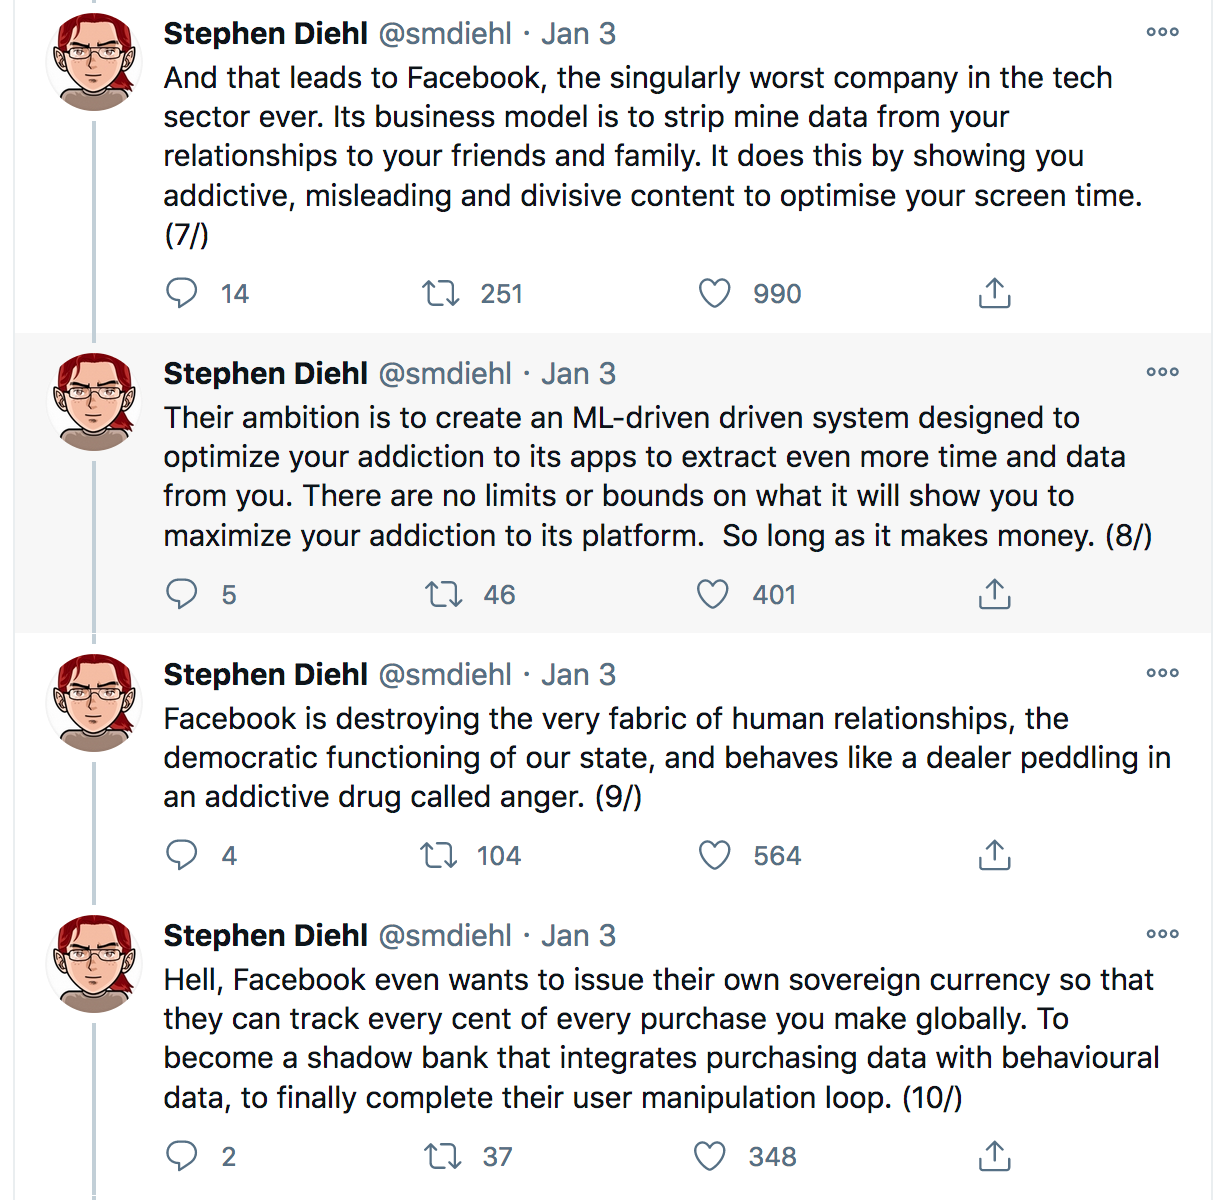 Stephen Diehl @smdiehl · Jan 3
And that leads to Facebook, the singularly worst company in the tech
sector ever. Its business model is to strip mine data from your
relationships to your friends and family. It does this by showing you
addictive, misleading and divisive content to optimise your screen time.
(7/)
14 251 990
Stephen Diehl @smdiehl · Jan 3
Their ambition is to create an ML-driven driven system designed to
optimize your addiction to its apps to extract even more time and data
from you. There are no limits or bounds on what it will show you to
maximize your addiction to its platform.  So long as it makes money. (8/)
5 46 401
Stephen Diehl @smdiehl · Jan 3
Facebook is destroying the very fabric of human relationships, the
democratic functioning of our state, and behaves like a dealer peddling in
an addictive drug called anger. (9/)
4 104 564
Stephen Diehl @smdiehl · Jan 3
Hell, Facebook even wants to issue their own sovereign currency so that
they can track every cent of every purchase you make globally. To
become a shadow bank that integrates purchasing data with behavioural
data, to finally complete their user manipulation loop. (10/)
2 37 348